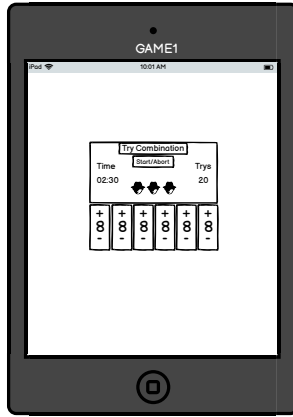 GAME1
iPad 10:01 AM
Try Combination
Start/Abort
Time Trys
02:30 20
+ + + + + +
8 8 8 8 8 8
- - - - - -